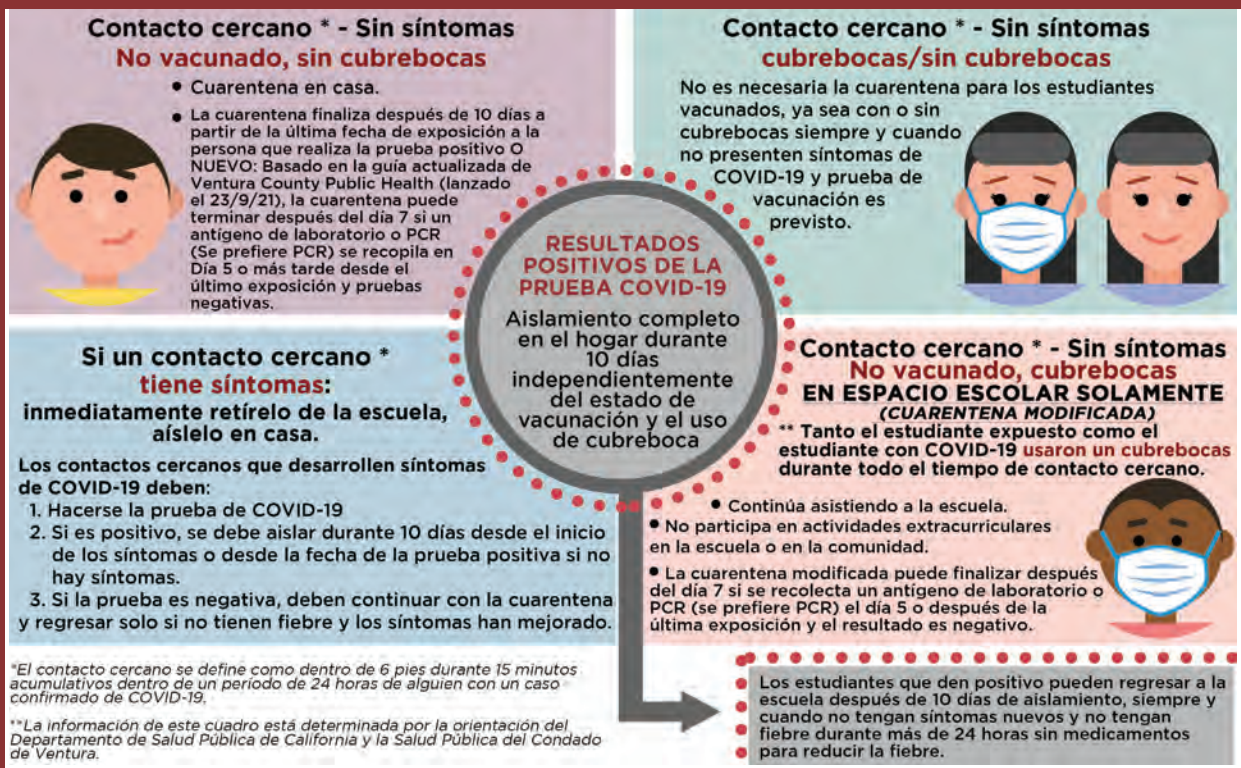 Contacto cercano * - Sin síntomas
No vacunado, sin cubrebocas
• Cuarentena en casa.
• La cuarentena finaliza después de 10 días a
partir de la última fecha de exposición a la
persona que realiza la prueba positivo O
NUEVO: Basado en la guía actualizada de
Ventura County Public Health (lanzado
el 23/9/21), la cuarentena puede
terminar después del día 7 si un
antígeno de laboratorio o PCR
(Se prefiere PCR) se recopila en
Día 5 o más tarde desde el
último exposición y pruebas
negativas.
Contacto cercano * - Sin síntomas
cubrebocas/sin cubrebocas
No es necesaria la cuarentena para los estudiantes
vacunados, ya sea con o sin
cubrebocas siempre y cuando
no presenten síntomas de
COVID-19 y prueba de
vacunación es
previsto.
RESULTADOS
POSITIVOS DE LA
PRUEBA COVID-19
Aislamiento completo
en el hogar durante
10 días
independientemente
del estado de
vacunación y el uso
de cubreboca
Si un contacto cercano *
tiene síntomas:
inmediatamente retírelo de la escuela,
aíslelo en casa.
Los contactos cercanos que desarrollen síntomas
de COVID-19 deben:
1. Hacerse la prueba de COVID-19
2. Si es positivo, se debe aislar durante 10 días desde el inicio
de los síntomas o desde la fecha de la prueba positiva si no
hay síntomas.
3. Si la prueba es negativa, deben continuar con la cuarentena
y regresar solo si no tienen fiebre y los síntomas han mejorado.
Contacto cercano * - Sin síntomas
No vacunado, cubrebocas
EN ESPACIO ESCOLAR SOLAMENTE
(CUARENTENA MODIFICADA)
** Tanto el estudiante expuesto como el
estudiante con COVID-19 usaron un cubrebocas
durante todo el tiempo de contacto cercano.
• Continúa asistiendo a la escuela.
• No participa en actividades extracurriculares
en la escuela o en la comunidad.
• La cuarentena modificada puede finalizar después
del día 7 si se recolecta un antígeno de laboratorio o
PCR (se prefiere PCR) el día 5 o después de la
última exposición y el resultado es negativo.
*El contacto cercano se define como dentro de 6 pies durante 15 minutos
acumulativos dentro de un período de 24 horas de alguien con un caso
confirmado de COVID-19.
**La información de este cuadro está determinada por la orientación del
Departamento de Salud Pública de California y la Salud Pública del Condado
de Ventura.
Los estudiantes que den positivo pueden regresar a la
escuela después de 10 días de aislamiento, siempre y
cuando no tengan síntomas nuevos y no tengan
fiebre durante más de 24 horas sin medicamentos
para reducir la fiebre.